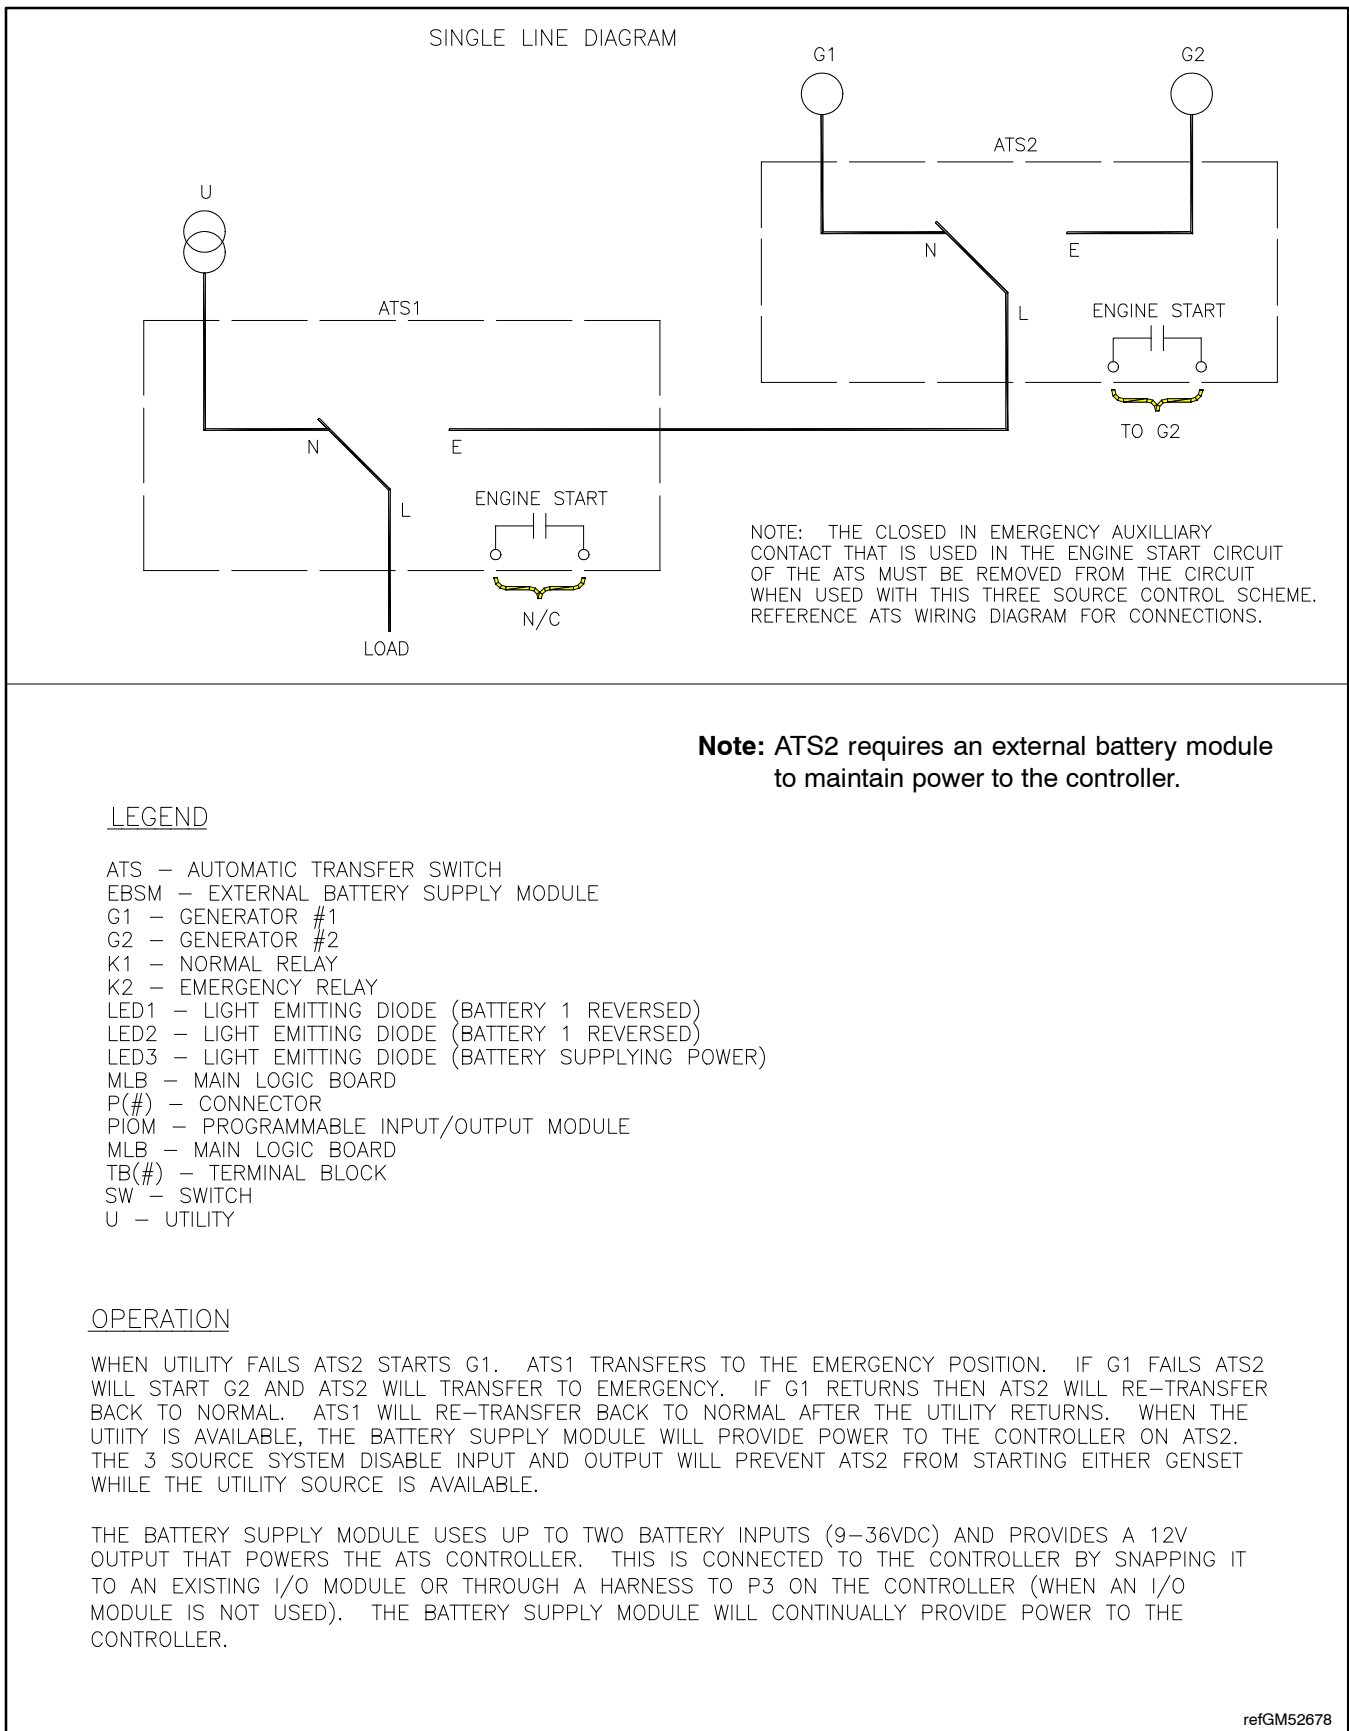 SINGLE LINE DIAGRAM
G1
G2
ATS2
U
N
E
ATS1
L
ENGINE START
TO G2
N
E
L
ENGINE START
N/C
LOAD
NOTE: THE CLOSED IN EMERGENCY AUXILLIARY
CONTACT THAT IS USED IN THE ENGINE START CIRCUIT
OF THE ATS MUST BE REMOVED FROM THE CIRCUIT
WHEN USED WITH THIS THREE SOURCE CONTROL SCHEME.
REFERENCE ATS WIRING DIAGRAM FOR CONNECTIONS.
Note: ATS2 requires an external battery module
to maintain power to the controller.
LEGEND
ATS – AUTOMATIC TRANSFER SWITCH
EBSM – EXTERNAL BATTERY SUPPLY MODULE
G1 – GENERATOR #1
G2 – GENERATOR #2
K1 – NORMAL RELAY
K2 – EMERGENCY RELAY
LED1 – LIGHT EMITTING DIODE (BATTERY 1 REVERSED)
LED2 – LIGHT EMITTING DIODE (BATTERY 1 REVERSED)
LED3 – LIGHT EMITTING DIODE (BATTERY SUPPLYING POWER)
MLB – MAIN LOGIC BOARD
P(#) – CONNECTOR
PIOM – PROGRAMMABLE INPUT/OUTPUT MODULE
MLB – MAIN LOGIC BOARD
TB(#) – TERMINAL BLOCK
SW – SWITCH
U – UTILITY
OPERATION
WHEN UTILITY FAILS ATS2 STARTS G1. ATS1 TRANSFERS TO THE EMERGENCY POSITION. IF G1 FAILS ATS2
WILL START G2 AND ATS2 WILL TRANSFER TO EMERGENCY. IF G1 RETURNS THEN ATS2 WILL RE–TRANSFER
BACK TO NORMAL. ATS1 WILL RE–TRANSFER BACK TO NORMAL AFTER THE UTILITY RETURNS. WHEN THE
UTIITY IS AVAILABLE, THE BATTERY SUPPLY MODULE WILL PROVIDE POWER TO THE CONTROLLER ON ATS2.
THE 3 SOURCE SYSTEM DISABLE INPUT AND OUTPUT WILL PREVENT ATS2 FROM STARTING EITHER GENSET
WHILE THE UTILITY SOURCE IS AVAILABLE.
THE BATTERY SUPPLY MODULE USES UP TO TWO BATTERY INPUTS (9–36VDC) AND PROVIDES A 12V
OUTPUT THAT POWERS THE ATS CONTROLLER. THIS IS CONNECTED TO THE CONTROLLER BY SNAPPING IT
TO AN EXISTING I/O MODULE OR THROUGH A HARNESS TO P3 ON THE CONTROLLER (WHEN AN I/O
MODULE IS NOT USED). THE BATTERY SUPPLY MODULE WILL CONTINUALLY PROVIDE POWER TO THE
CONTROLLER.
refGM52678